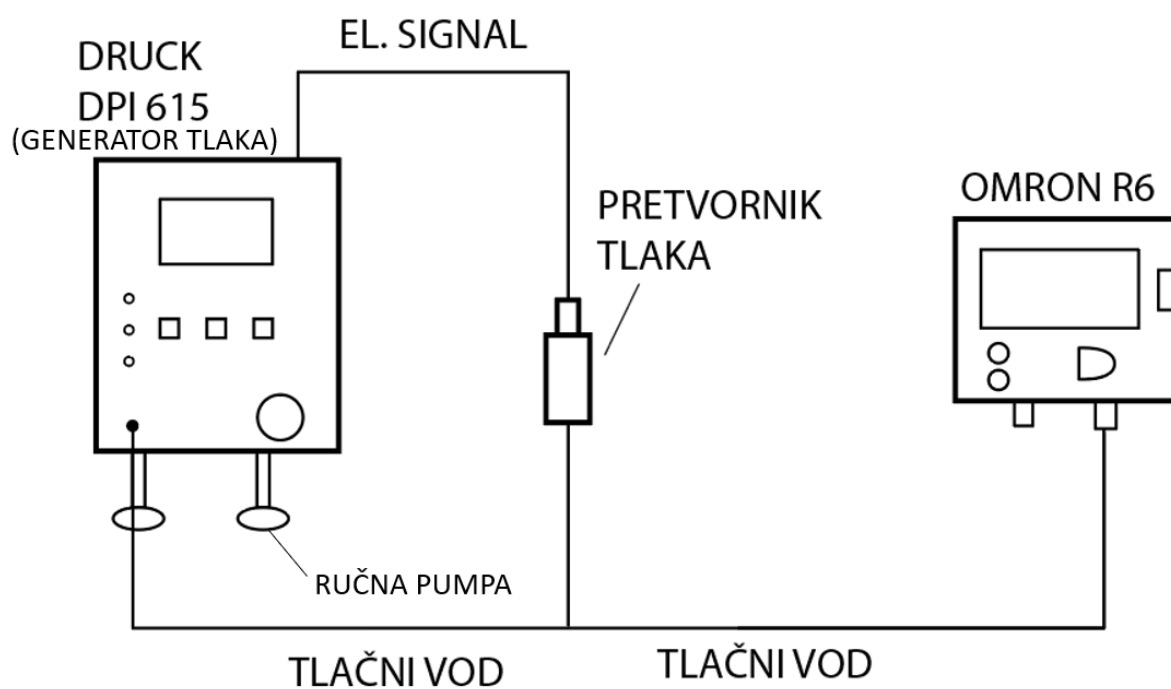 EL. SIGNAL
DRUCK
DPI 615
(GENERATOR TLAKA)
OMRON R6
PRETVORNIK
TLAKA
RUČNA PUMPA
TLAČNI VOD
TLAČNI VOD